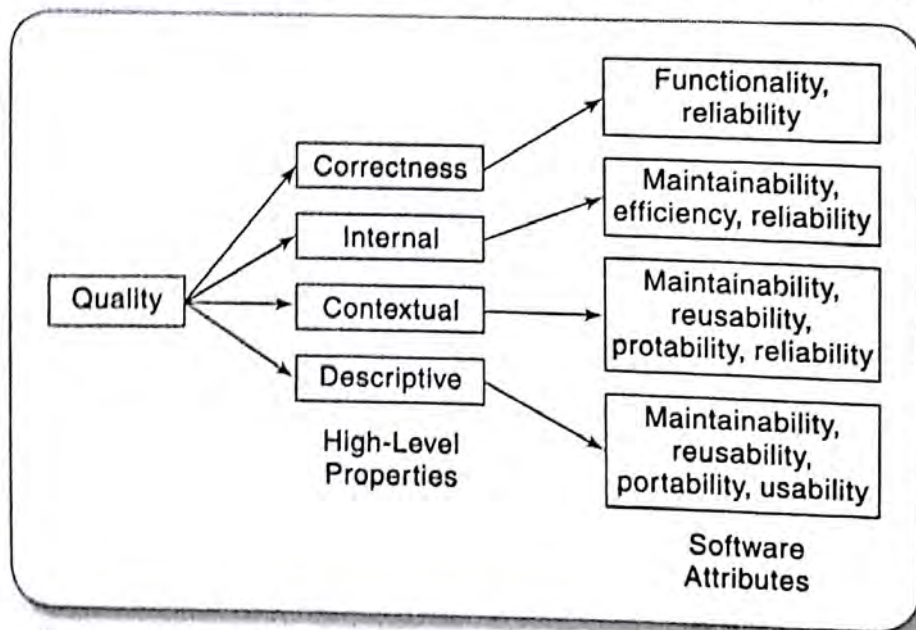 Quality
Correctness
Internal
Contextual
Descriptive
High-Level
Properties
Functionality,
reliability
Maintainability,
efficiency, reliability
Maintainability,
reusability,
protability, reliability
Maintainability,
reusability,
portability, usability
Software
Attributes